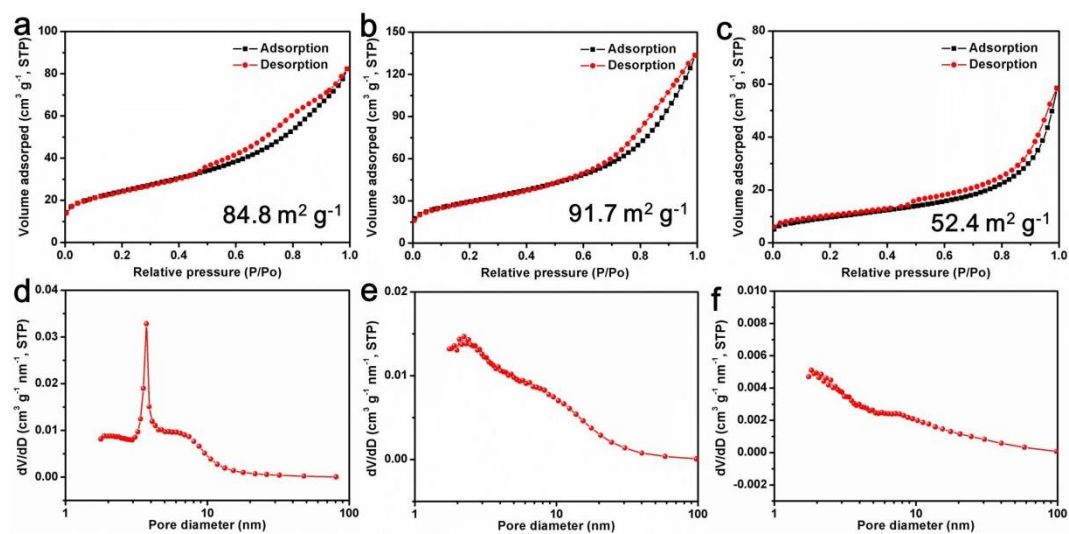 a
Volume adsorped (cm³ g⁻¹, STP)
100
80
60
40
20
0
Adsorption
Desorption
84.8 m² g⁻¹
0.0 0.2 0.4 0.6 0.8 1.0
Relative pressure (P/Po)
b
Volume adsorped (cm³ g⁻¹, STP)
150
120
90
60
30
0
Adsorption
Desorption
91.7 m² g⁻¹
0.0 0.2 0.4 0.6 0.8 1.0
Relative pressure (P/Po)
c
Volume adsorped (cm³ g⁻¹, STP)
80
60
40
20
0
Adsorption
Desorption
52.4 m² g⁻¹
0.0 0.2 0.4 0.6 0.8 1.0
Relative pressure (P/Po)
d
dV/dD (cm³ g⁻¹ nm⁻¹, STP)
0.04
0.03
0.02
0.01
0.00
1 10 100
Pore diameter (nm)
e
dV/dD (cm³ g⁻¹ nm⁻¹, STP)
0.02
0.01
0.00
1 10 100
Pore diameter (nm)
f
dV/dD (cm³ g⁻¹ nm⁻¹, STP)
0.010
0.008
0.006
0.004
0.002
0.000
-0.002
1 10 100
Pore diameter (nm)